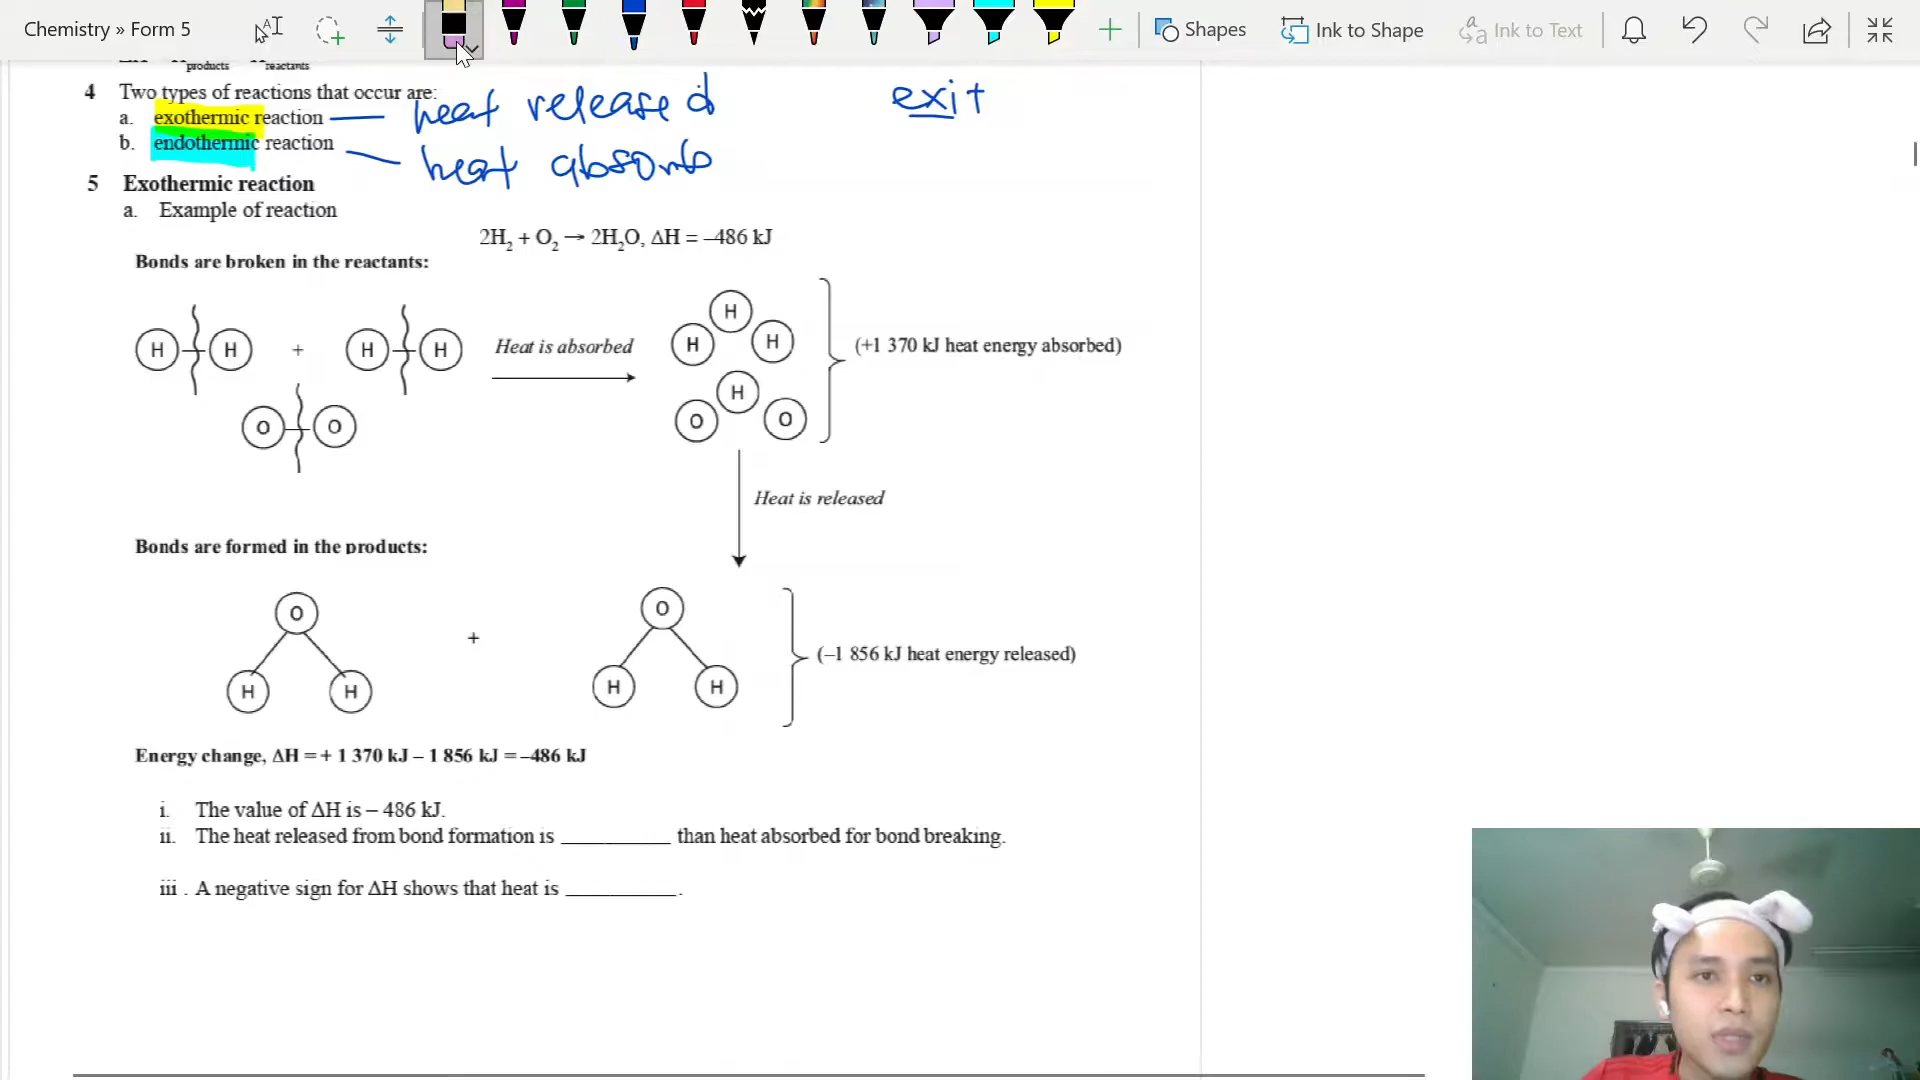 Chemistry » Form 5
Shapes
Ink to Shape
Ink to Text
products reactants
4 Two types of reactions that occur are:
a. exothermic reaction — heat released
exit
b. endothermic reaction — heat absorb
5 Exothermic reaction
a. Example of reaction
2H₂ + O₂ → 2H₂O, ΔH = –486 kJ
Bonds are broken in the reactants:
H H + H H
O O
Heat is absorbed
H
H H
H
O O
(+1 370 kJ heat energy absorbed)
Heat is released
Bonds are formed in the products:
O + O
H H H H
(–1 856 kJ heat energy released)
Energy change, ΔH = + 1 370 kJ – 1 856 kJ = –486 kJ
i. The value of ΔH is – 486 kJ.
ii. The heat released from bond formation is __________ than heat absorbed for bond breaking.
iii . A negative sign for ΔH shows that heat is __________.